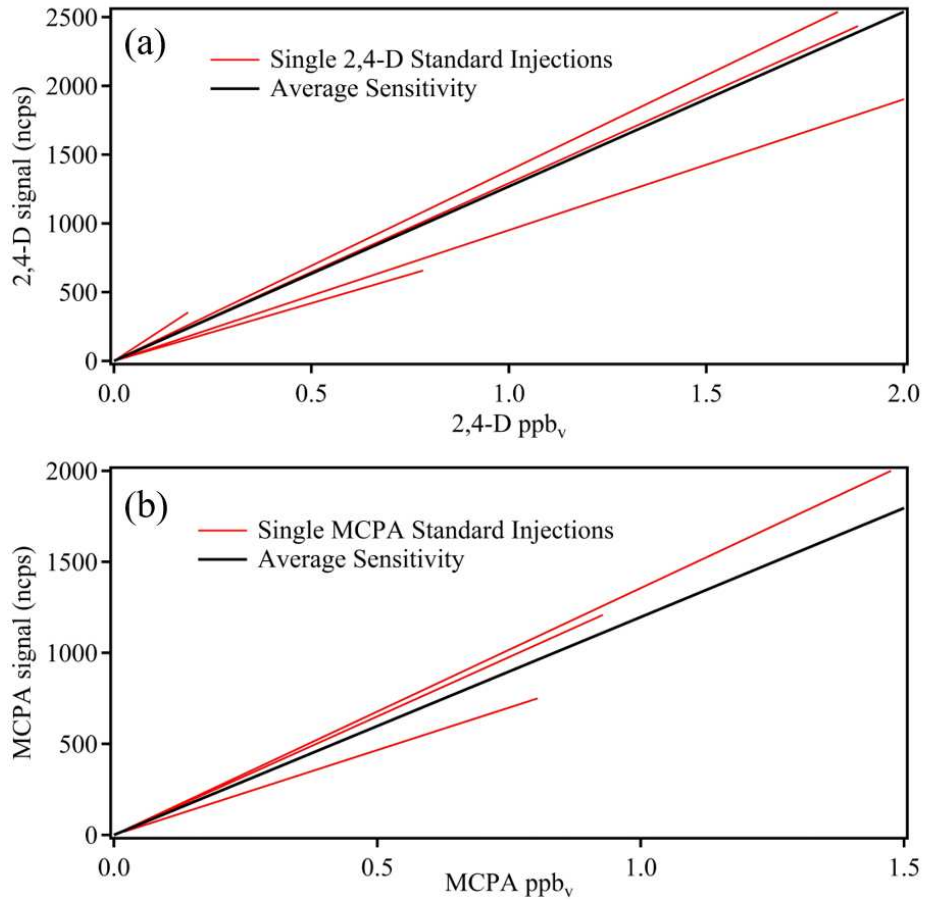 (a)
Single 2,4-D Standard Injections
Average Sensitivity
2,4-D signal (ncps)
2500
2000
1500
1000
500
0
0.0 0.5 1.0 1.5 2.0
2,4-D ppbv
(b)
Single MCPA Standard Injections
Average Sensitivity
MCPA signal (ncps)
2000
1500
1000
500
0
0.0 0.5 1.0 1.5
MCPA ppbv